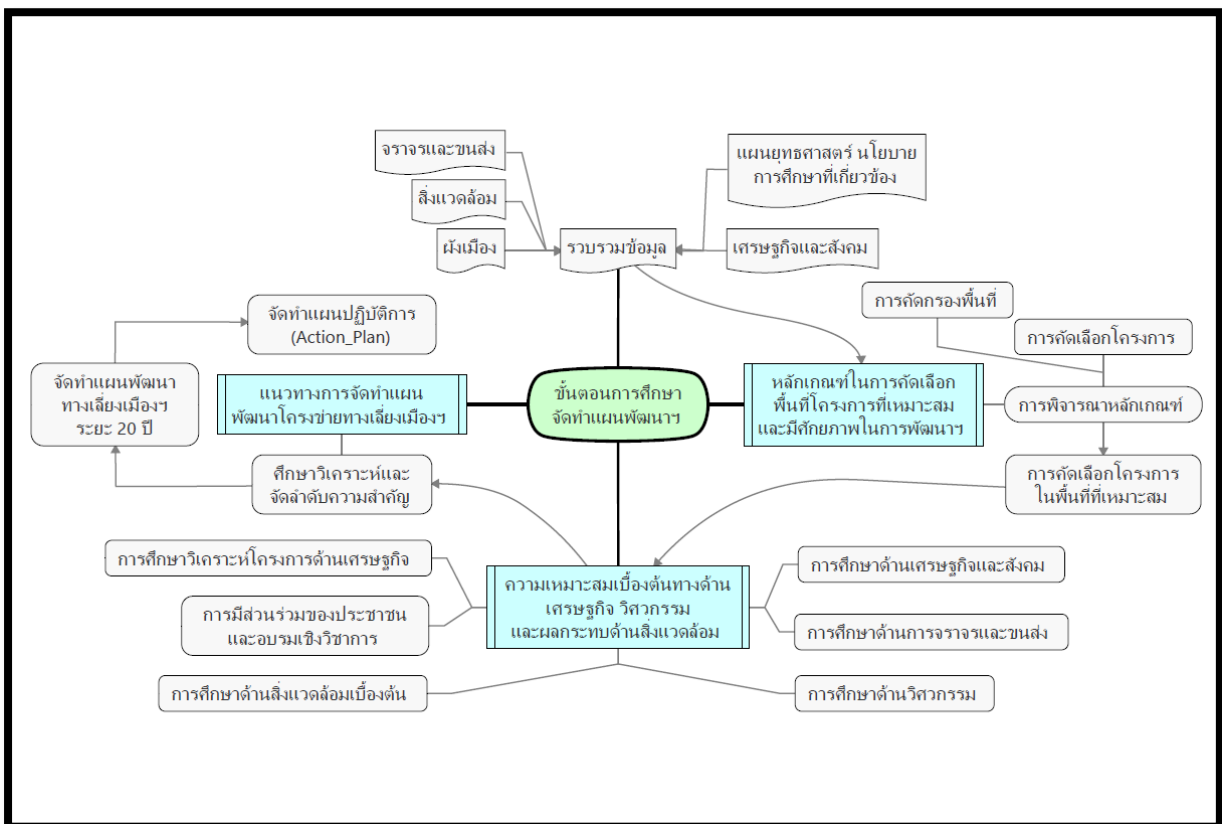 จราจรและขนส่ง
สิ่งแวดล้อม
ผังเมือง
รวบรวมข้อมูล
แผนยุทธศาสตร์ นโยบาย
การศึกษาที่เกี่ยวข้อง
เศรษฐกิจและสังคม
การคัดกรองพื้นที่
การคัดเลือกโครงการ
จัดทำแผนปฏิบัติการ
(Action_Plan)
จัดทำแผนพัฒนา
ทางเลี่ยงเมืองฯ
ระยะ 20 ปี
แนวทางการจัดทำแผน
พัฒนาโครงข่ายทางเลี่ยงเมืองฯ
ขั้นตอนการศึกษา
จัดทำแผนพัฒนาฯ
หลักเกณฑ์ในการคัดเลือก
พื้นที่โครงการที่เหมาะสม
และมีศักยภาพในการพัฒนาฯ
การพิจารณาหลักเกณฑ์
ศึกษาวิเคราะห์และ
จัดลำดับความสำคัญ
การคัดเลือกโครงการ
ในพื้นที่ที่เหมาะสม
การศึกษาวิเคราะห์โครงการด้านเศรษฐกิจ
การมีส่วนร่วมของประชาชน
และอบรมเชิงวิชาการ
การศึกษาด้านสิ่งแวดล้อมเบื้องต้น
ความเหมาะสมเบื้องต้นทางด้าน
เศรษฐกิจ วิศวกรรม
และผลกระทบด้านสิ่งแวดล้อม
การศึกษาด้านเศรษฐกิจและสังคม
การศึกษาด้านการจราจรและขนส่ง
การศึกษาด้านวิศวกรรม